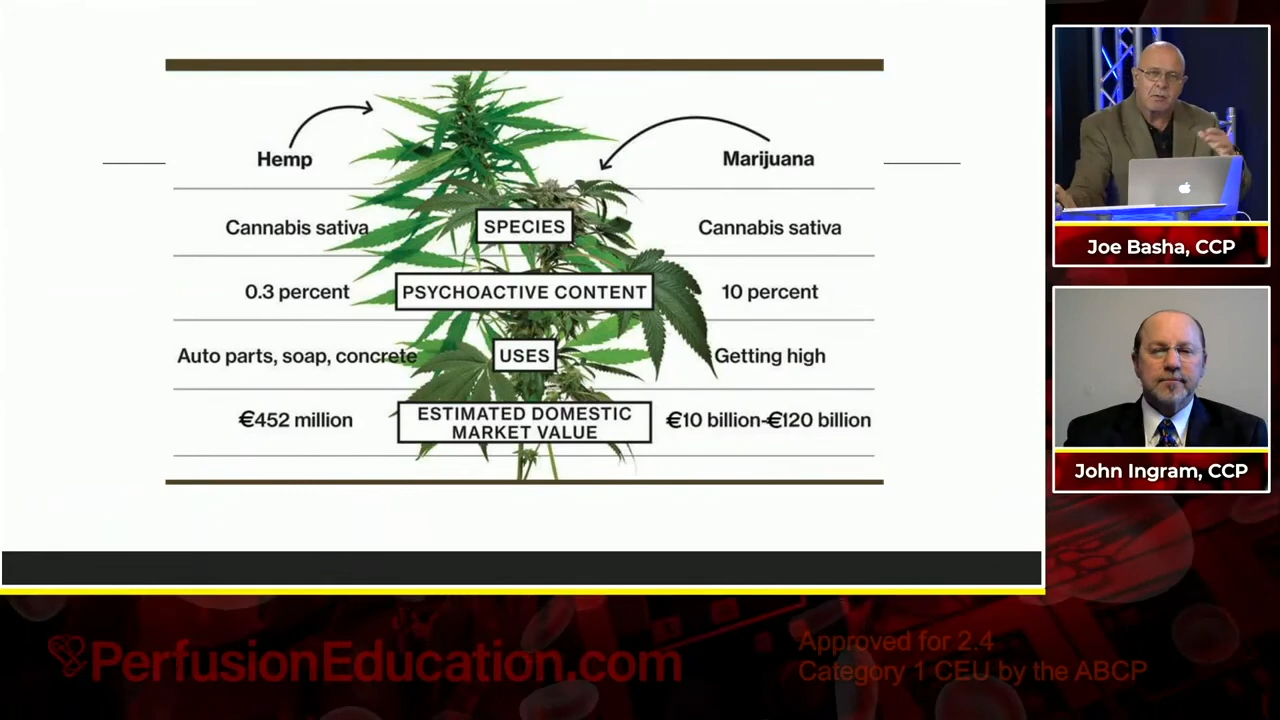 Hemp
Marijuana
Cannabis sativa
SPECIES
Cannabis sativa
0.3 percent
PSYCHOACTIVE CONTENT
10 percent
Auto parts, soap, concrete
USES
Getting high
€452 million
ESTIMATED DOMESTIC
MARKET VALUE
€10 billion-€120 billion
Joe Basha, CCP
John Ingram, CCP
PerfusionEducation.com
Approved for 2.4
Category 1 CEU by the ABCP